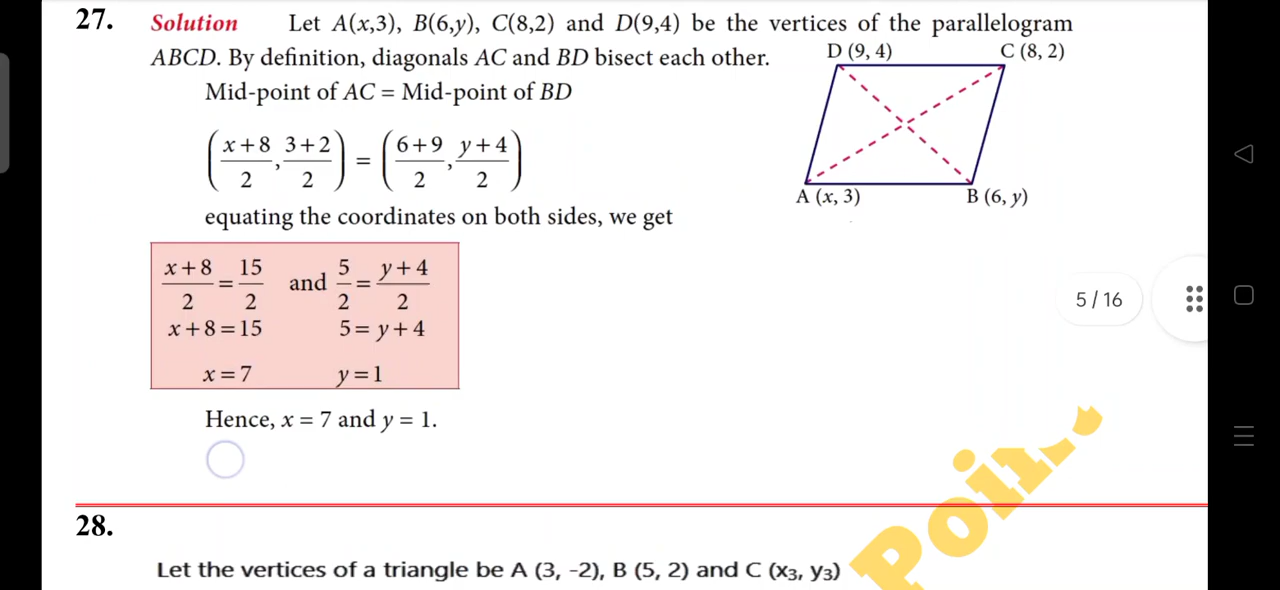 27. Solution Let A(x,3), B(6,y), C(8,2) and D(9,4) be the vertices of the parallelogram
ABCD. By definition, diagonals AC and BD bisect each other.
D (9, 4) C (8, 2)
Mid-point of AC = Mid-point of BD
((x+8)/2, (3+2)/2) = ((6+9)/2, (y+4)/2)
A (x, 3) B (6, y)
equating the coordinates on both sides, we get
(x+8)/2 = 15/2 and 5/2 = (y+4)/2
x+8=15 5= y+4
x=7 y=1
Hence, x = 7 and y = 1.
5 / 16
28.
Let the vertices of a triangle be A (3, -2), B (5, 2) and C (x₃, y₃)